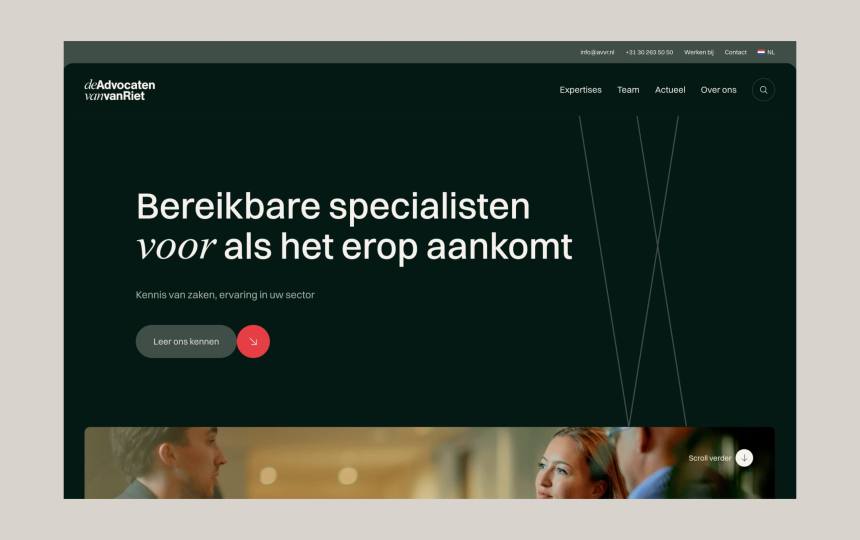 info@avvr.nl +31 30 263 50 50 Werken bij Contact NL
deAdvocaten
vanvanRiet
Expertises Team Actueel Over ons
Bereikbare specialisten
voor als het erop aankomt
Kennis van zaken, ervaring in uw sector
Leer ons kennen
Scroll verder